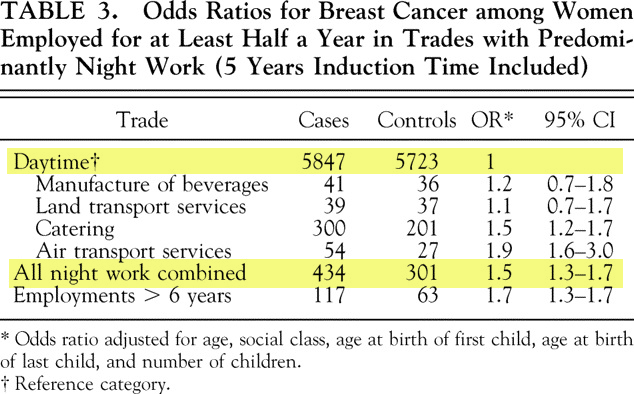 TABLE 3. Odds Ratios for Breast Cancer among Women
Employed for at Least Half a Year in Trades with Predomi-
nantly Night Work (5 Years Induction Time Included)
Trade Cases Controls OR* 95% CI
Daytime† 5847 5723 1
Manufacture of beverages 41 36 1.2 0.7–1.8
Land transport services 39 37 1.1 0.7–1.7
Catering 300 201 1.5 1.2–1.7
Air transport services 54 27 1.9 1.6–3.0
All night work combined 434 301 1.5 1.3–1.7
Employments > 6 years 117 63 1.7 1.3–1.7
* Odds ratio adjusted for age, social class, age at birth of first child, age at birth
of last child, and number of children.
† Reference category.